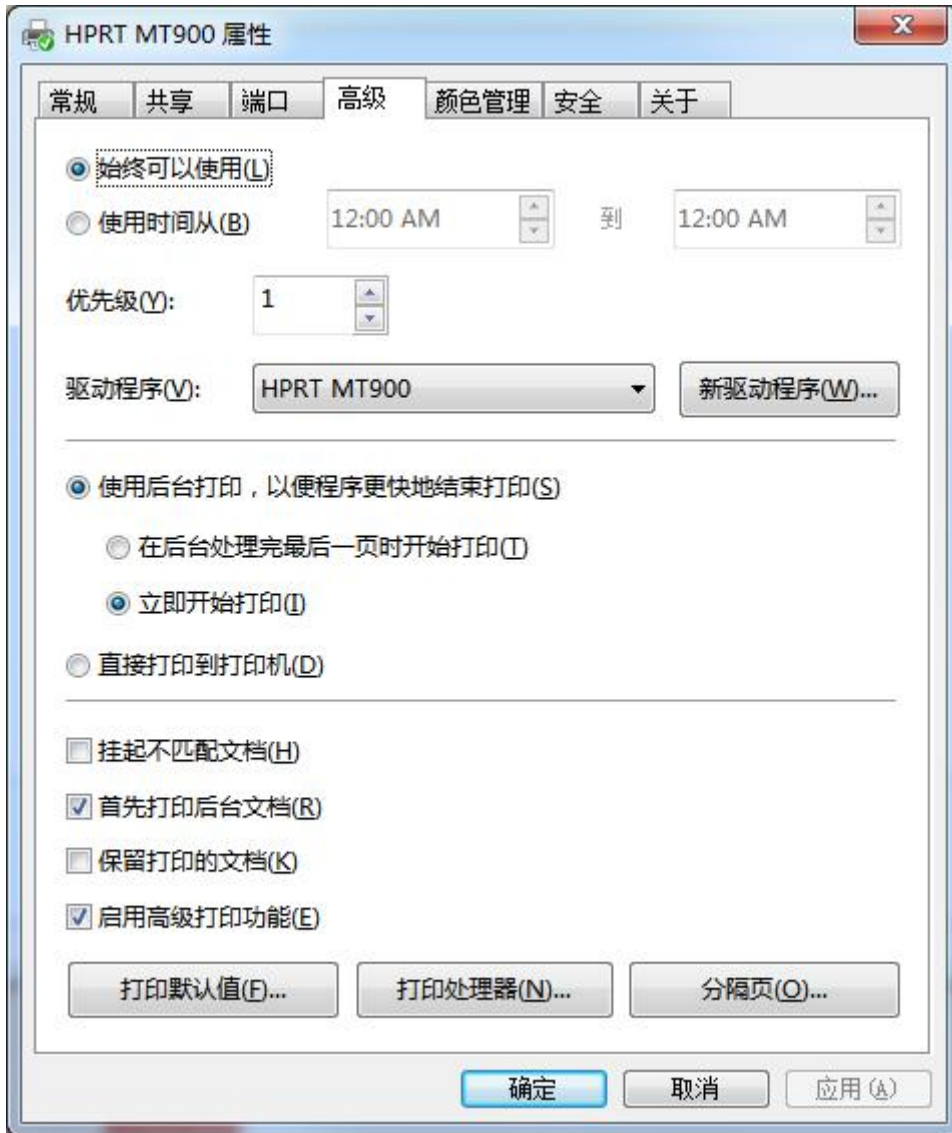 HPRT MT900 属性
常规 共享 端口 高级 颜色管理 安全 关于
始终可以使用(L)
使用时间从(B) 12:00 AM 到 12:00 AM
优先级(Y): 1
驱动程序(V): HPRT MT900 新驱动程序(W)...
使用后台打印，以便程序更快地结束打印(S)
在后台处理完最后一页时开始打印(T)
立即开始打印(I)
直接打印到打印机(D)
挂起不匹配文档(H)
首先打印后台文档(R)
保留打印的文档(K)
启用高级打印功能(E)
打印默认值(F)... 打印处理器(N)... 分隔页(O)...
确定 取消 应用(A)